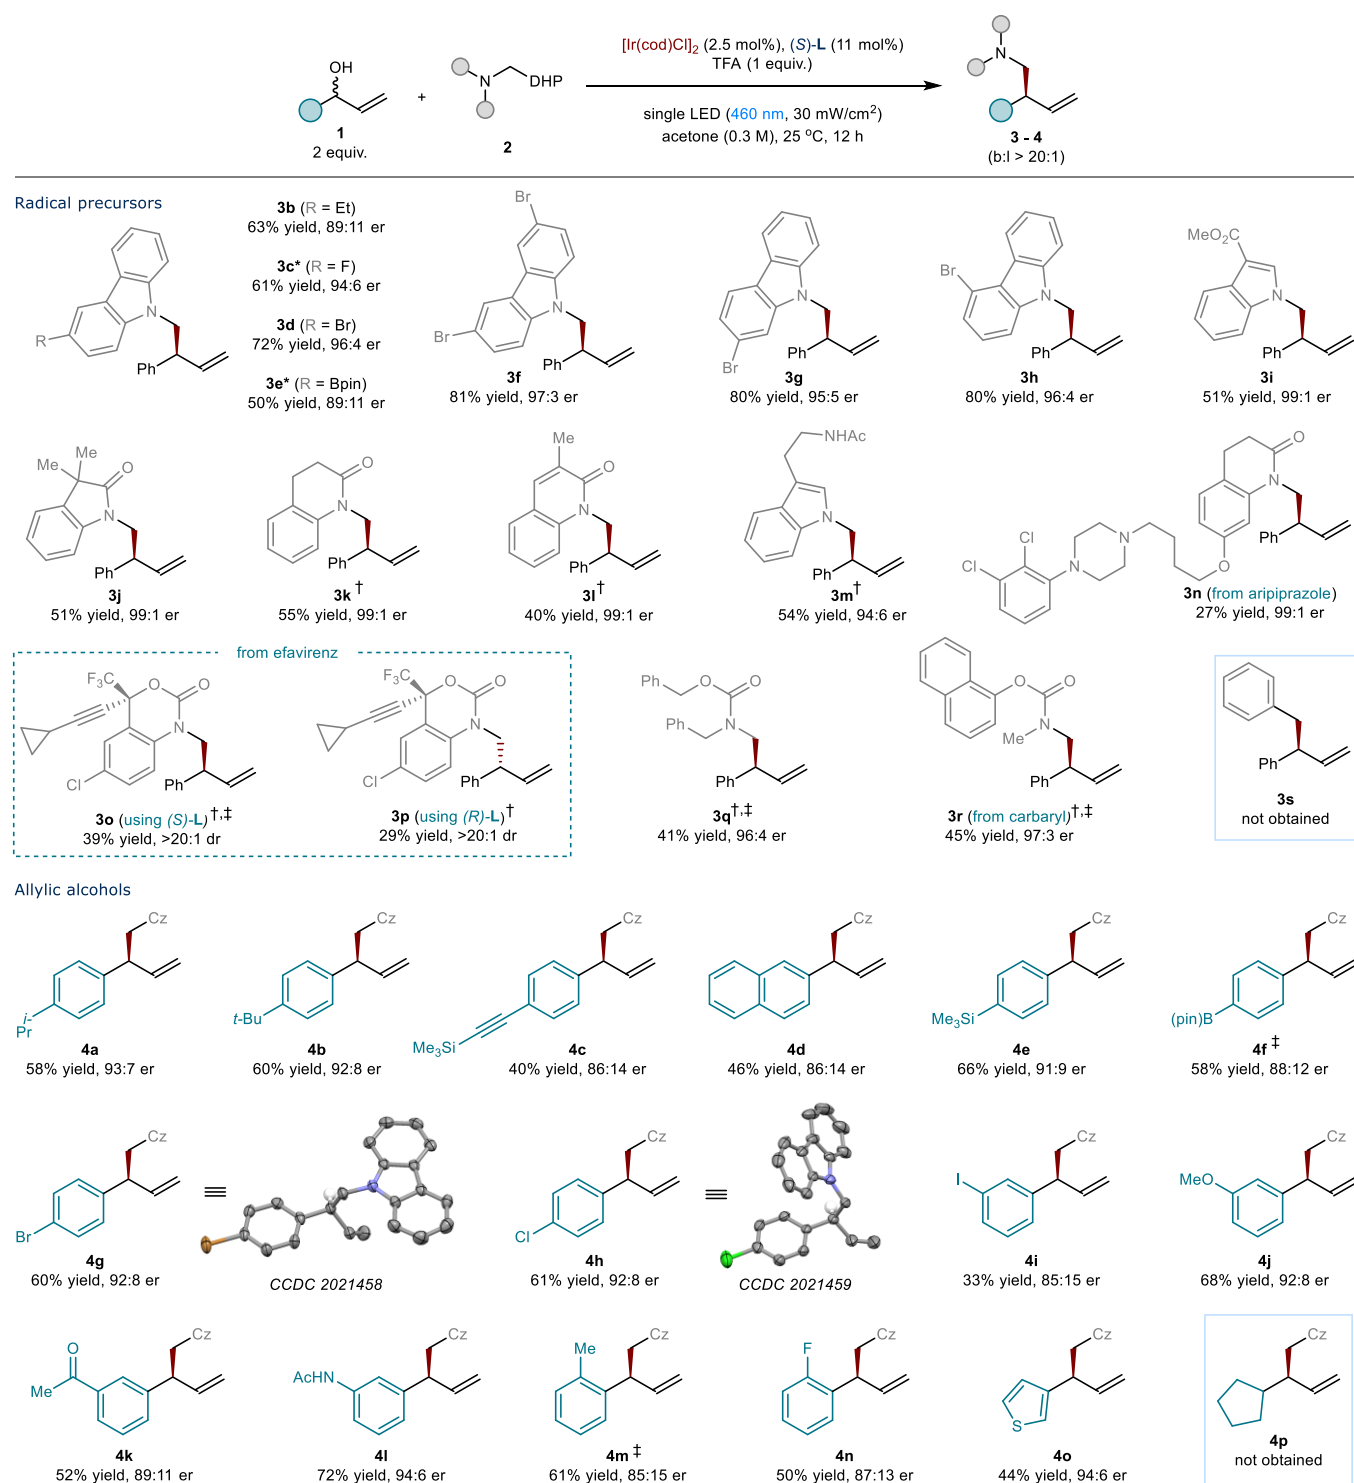 [Ir(cod)Cl]2 (2.5 mol%), (S)-L (11 mol%)
TFA (1 equiv.)
single LED (460 nm, 30 mW/cm²)
acetone (0.3 M), 25 °C, 12 h
OH
1
2 equiv.
+
N
DHP
2
N
3 - 4
(b:l > 20:1)
Radical precursors
R
N
Ph
3b (R = Et)
63% yield, 89:11 er
3c* (R = F)
61% yield, 94:6 er
3d (R = Br)
72% yield, 96:4 er
3e* (R = Bpin)
50% yield, 89:11 er
Br
Br
N
Ph
3f
81% yield, 97:3 er
Br
N
Ph
3g
80% yield, 95:5 er
Br
N
Ph
3h
80% yield, 96:4 er
MeO2C
N
Ph
3i
51% yield, 99:1 er
Me
Me
O
N
Ph
3j
51% yield, 99:1 er
O
N
Ph
3k †
55% yield, 99:1 er
Me
O
N
Ph
3l †
40% yield, 99:1 er
NHAc
N
Ph
3m †
54% yield, 94:6 er
Cl
Cl
N
N
O
O
N
Ph
3n (from aripiprazole)
27% yield, 99:1 er
from efavirenz
F3C
O
O
N
Cl
Ph
3o (using (S)-L) †,‡
39% yield, >20:1 dr
F3C
O
O
N
Cl
Ph
3p (using (R)-L) †
29% yield, >20:1 dr
Ph
O
O
N
Ph
Ph
3q †,‡
41% yield, 96:4 er
O
O
N
Me
Ph
3r (from carbaryl) †,‡
45% yield, 97:3 er
Ph
3s
not obtained
Allylic alcohols
Cz
i-
Pr
4a
58% yield, 93:7 er
Cz
t-Bu
4b
60% yield, 92:8 er
Cz
Me3Si
4c
40% yield, 86:14 er
Cz
4d
46% yield, 86:14 er
Cz
Me3Si
4e
66% yield, 91:9 er
Cz
(pin)B
4f ‡
58% yield, 88:12 er
Cz
Br
4g
60% yield, 92:8 er
CCDC 2021458
Cz
Cl
4h
61% yield, 92:8 er
CCDC 2021459
Cz
I
4i
33% yield, 85:15 er
Cz
MeO
4j
68% yield, 92:8 er
Cz
O
Me
4k
52% yield, 89:11 er
Cz
AcHN
4l
72% yield, 94:6 er
Cz
Me
4m ‡
61% yield, 85:15 er
Cz
F
4n
50% yield, 87:13 er
Cz
S
4o
44% yield, 94:6 er
Cz
4p
not obtained